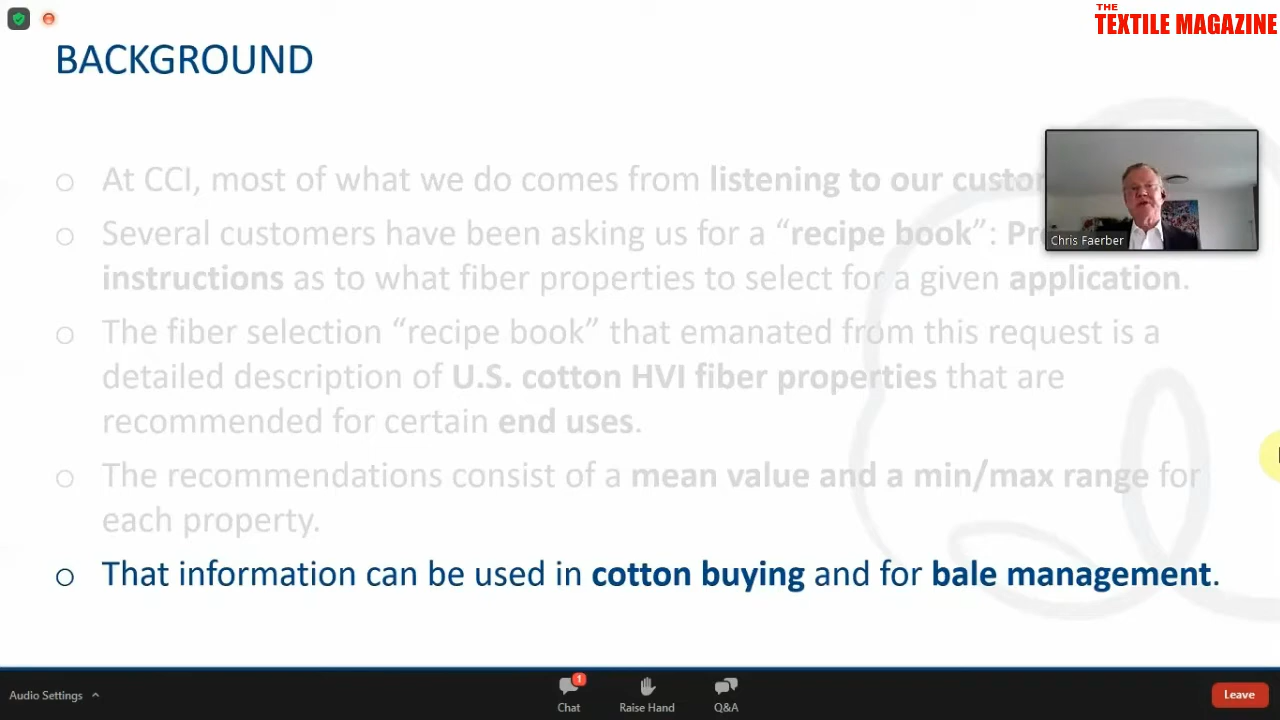 THE
TEXTILE MAGAZINE
BACKGROUND
o At CCI, most of what we do comes from listening to our
o Several customers have been asking us for a “recipe book”:
instructions as to what fiber properties to select for a given application.
o The fiber selection “recipe book” that emanated from this request is a
detailed description of U.S. cotton HVI fiber properties that are
recommended for certain end uses.
o The recommendations consist of a mean value and a min/max range for
each property.
o That information can be used in cotton buying and for bale management.
Chris Faerber
Audio Settings
1
Chat
Raise Hand
Q&A
Leave